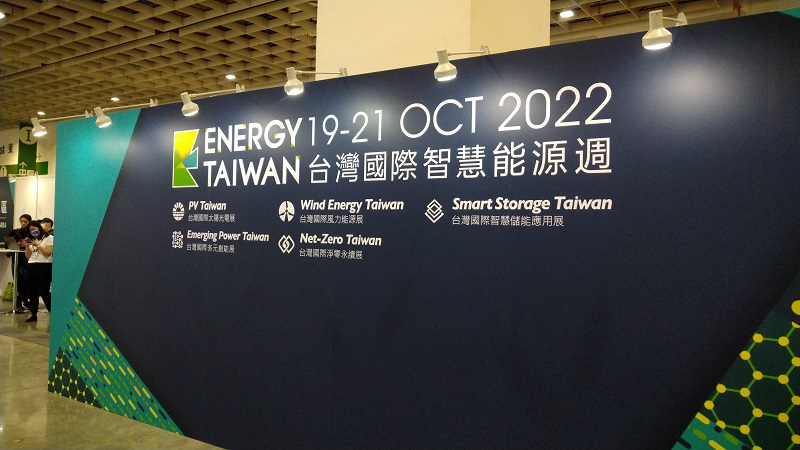 ENERGY TAIWAN
19-21 OCT 2022
台灣國際智慧能源週
PV Taiwan
台灣國際太陽光電展
Wind Energy Taiwan
台灣國際風力能源展
Smart Storage Taiwan
台灣國際智慧儲能應用展
Emerging Power Taiwan
台灣國際多元創能展
Net-Zero Taiwan
台灣國際淨零永續展